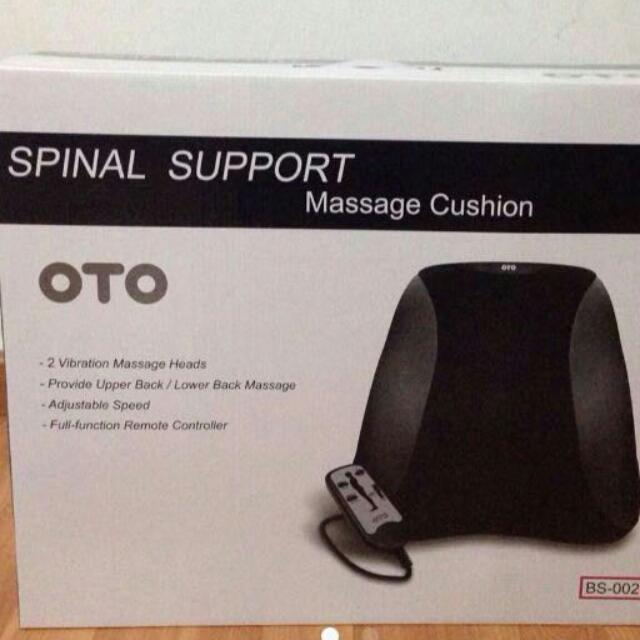 SPINAL SUPPORT
Massage Cushion
OTO
- 2 Vibration Massage Heads
- Provide Upper Back / Lower Back Massage
- Adjustable Speed
- Full-function Remote Controller
OTO
OTO
BS-002